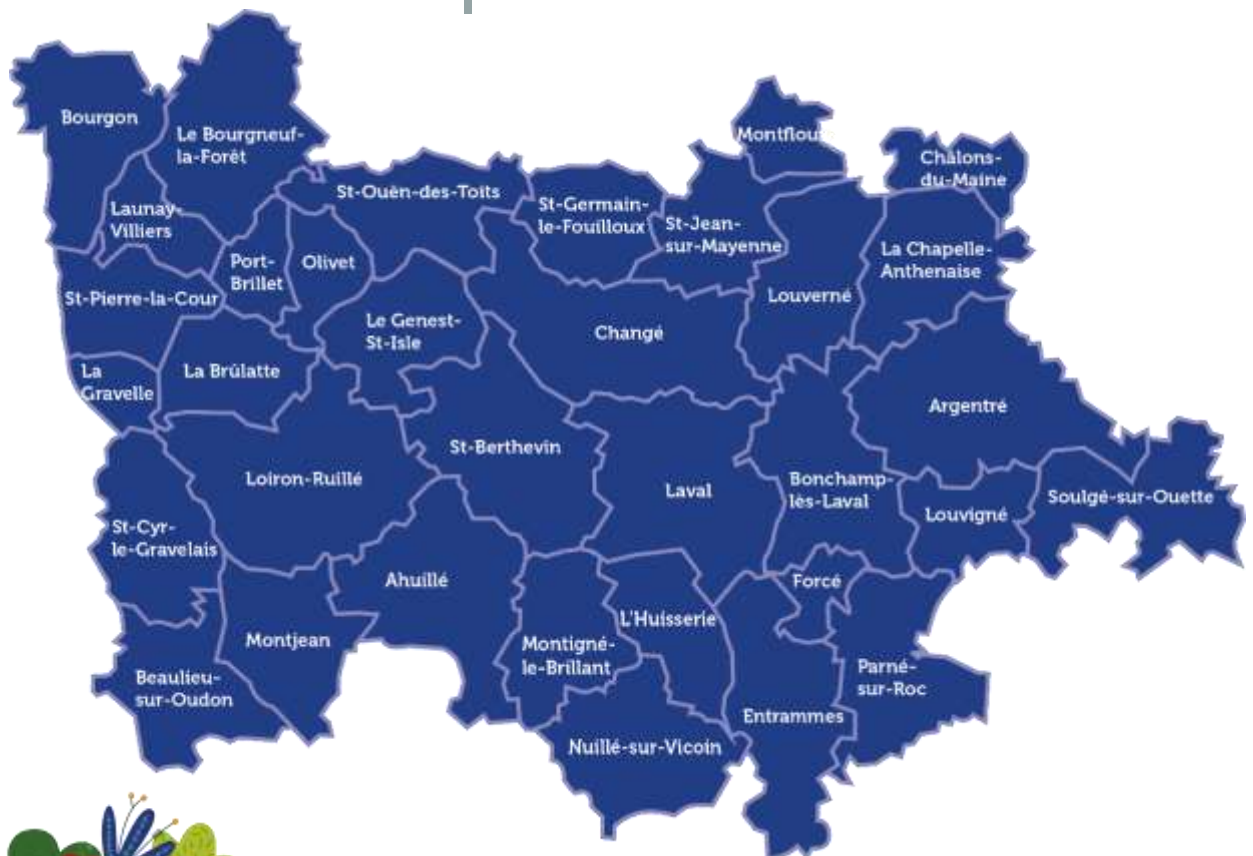 Bourgon
Le Bourgneuf-
la-Forêt
Launay-
Villiers
St-Ouën-des-Toits
St-Germain-
le-Fouilloux
St-Jean-
sur-Mayenne
Montflours
Châlons-
du-Maine
La Chapelle-
Anthenaise
Louverné
Port-
Brillet
Olivet
St-Pierre-la-Cour
Le Genest-
St-Isle
Changé
La
Gravelle
La Brûlatte
Argentré
St-Berthevin
Loiron-Ruillé
Laval
Bonchamp-
lès-Laval
Louvigné
Soulgé-sur-Ouette
St-Cyr-
le-Gravelais
Ahuillé
Forcé
L'Huisserie
Montjean
Montigné-
le-Brillant
Beaulieu-
sur-Oudon
Parné-
sur-Roc
Entrammes
Nuillé-sur-Vicoin